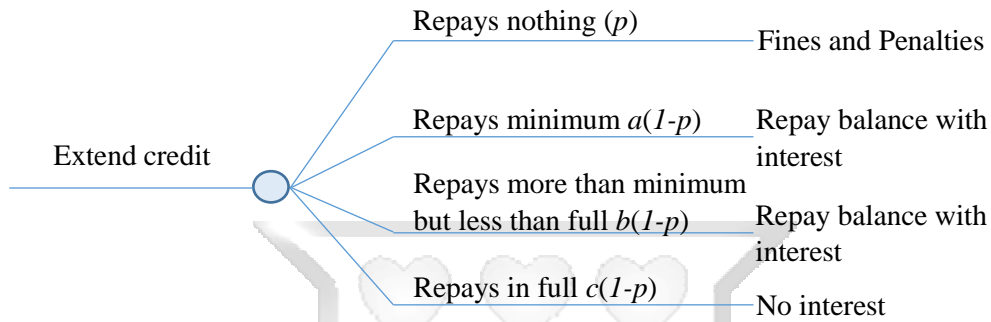 Repays nothing (p)
Fines and Penalties
Repays minimum a(1-p)
Repay balance with
interest
Extend credit
Repays more than minimum
but less than full b(1-p)
Repay balance with
interest
Repays in full c(1-p)
No interest